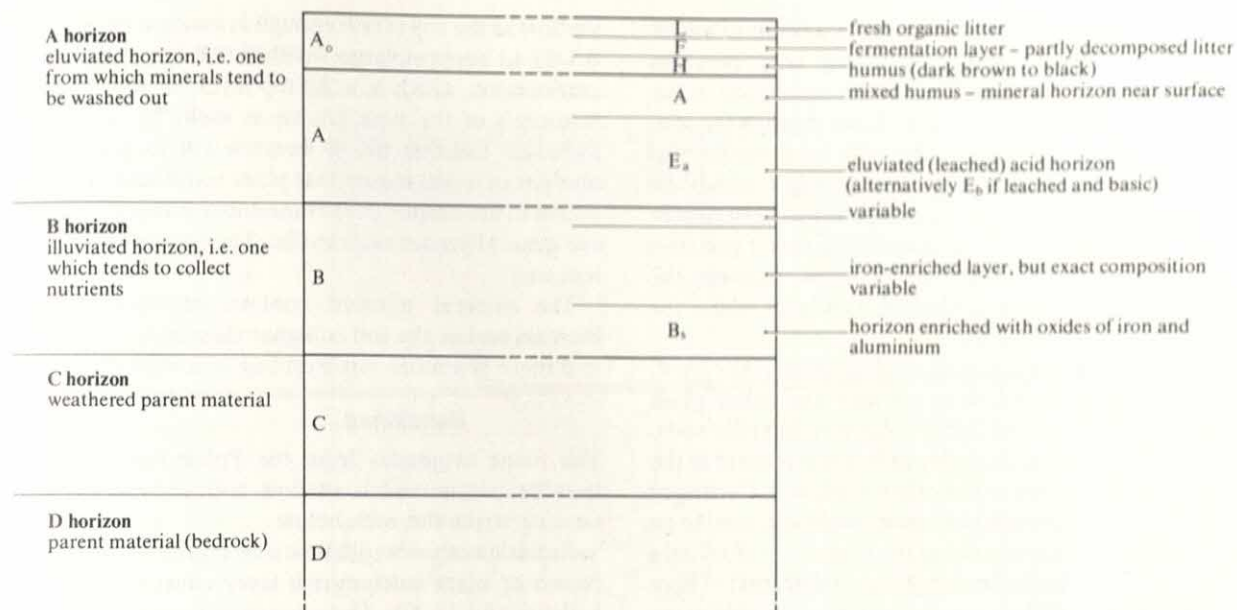 A horizon
eluviated horizon, i.e. one
from which minerals tend to
be washed out
B horizon
illuviated horizon, i.e. one
which tends to collect
nutrients
C horizon
weathered parent material
D horizon
parent material (bedrock)
A₀
A
B
C
D
L
F
H
A
Eₐ
Bₛ
fresh organic litter
fermentation layer – partly decomposed litter
humus (dark brown to black)
mixed humus – mineral horizon near surface
eluviated (leached) acid horizon
(alternatively E_b if leached and basic)
variable
iron-enriched layer, but exact composition
variable
horizon enriched with oxides of iron and
aluminium